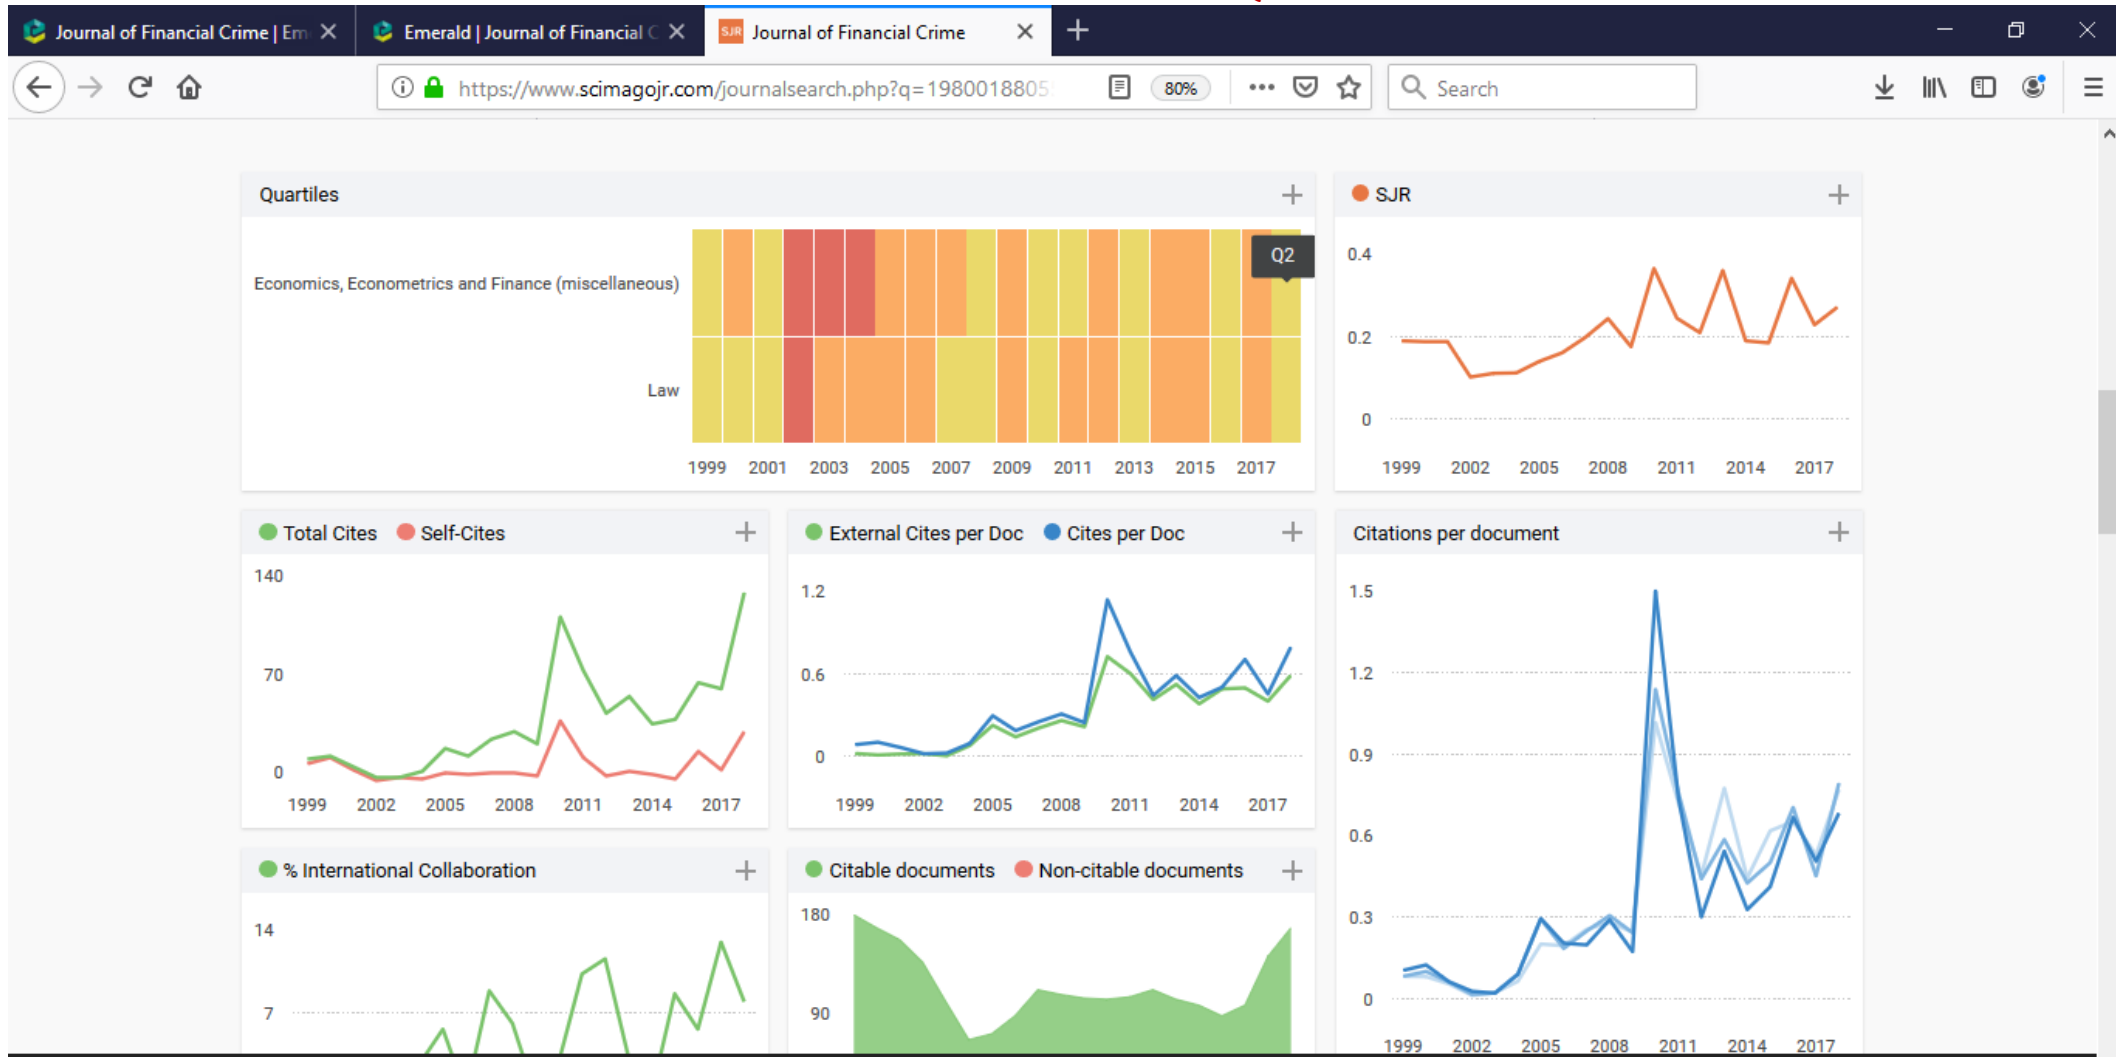 Journal of Financial Crime | Em
Emerald | Journal of Financial C
SJR Journal of Financial Crime
https://www.scimagojr.com/journalsearch.php?q=1980018805
80%
Search
Quartiles
Q2
Economics, Econometrics and Finance (miscellaneous)
Law
1999 2001 2003 2005 2007 2009 2011 2013 2015 2017
SJR
0.4
0.2
0
1999 2002 2005 2008 2011 2014 2017
Total Cites Self-Cites
140
70
0
1999 2002 2005 2008 2011 2014 2017
External Cites per Doc Cites per Doc
1.2
0.6
0
1999 2002 2005 2008 2011 2014 2017
Citations per document
1.5
1.2
0.9
0.6
0.3
0
1999 2002 2005 2008 2011 2014 2017
% International Collaboration
14
7
Citable documents Non-citable documents
180
90